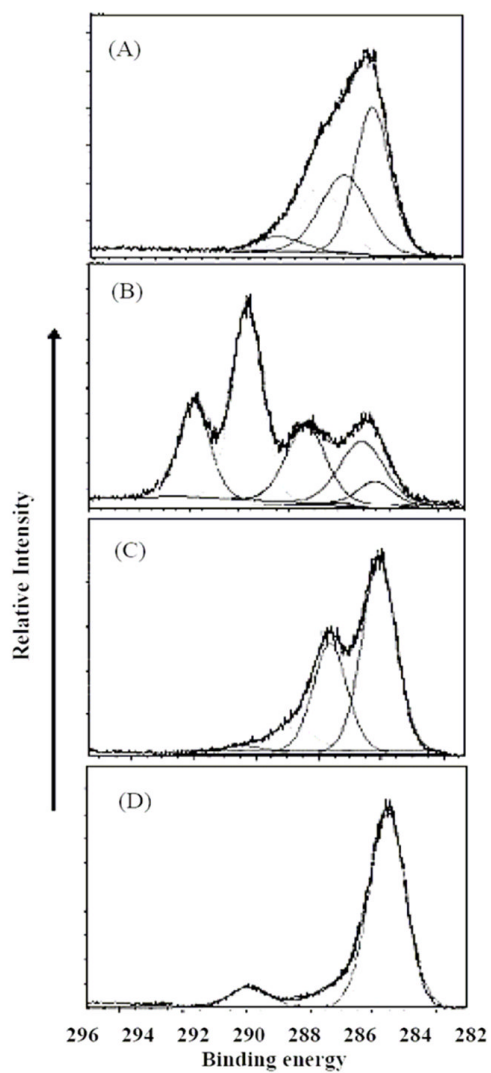 (A)
(B)
(C)
(D)
Relative Intensity
296 294 292 290 288 286 284 282
Binding energy